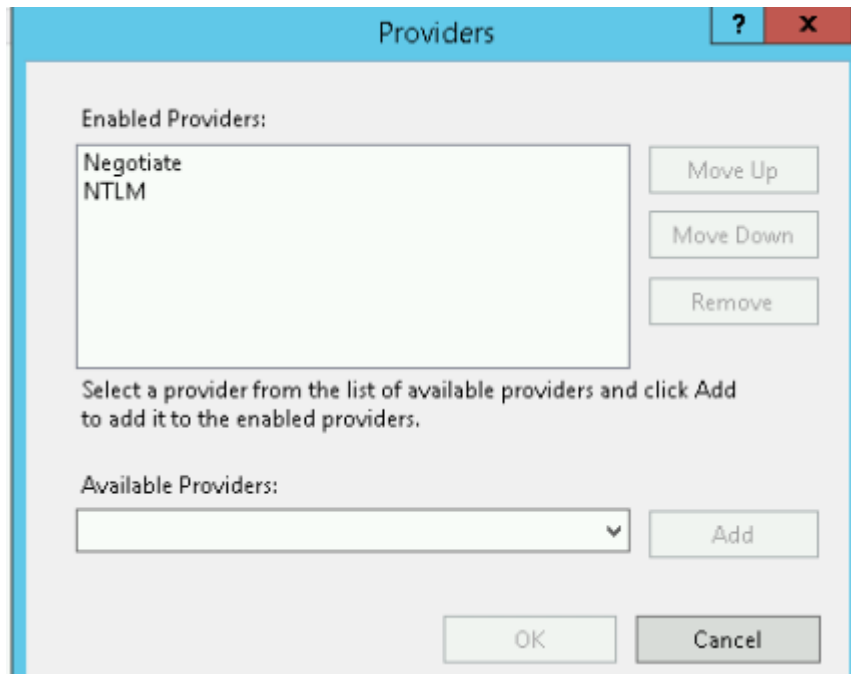 Providers
?
x
Enabled Providers:
Negotiate
NTLM
Move Up
Move Down
Remove
Select a provider from the list of available providers and click Add
to add it to the enabled providers.
Available Providers:
Add
OK
Cancel